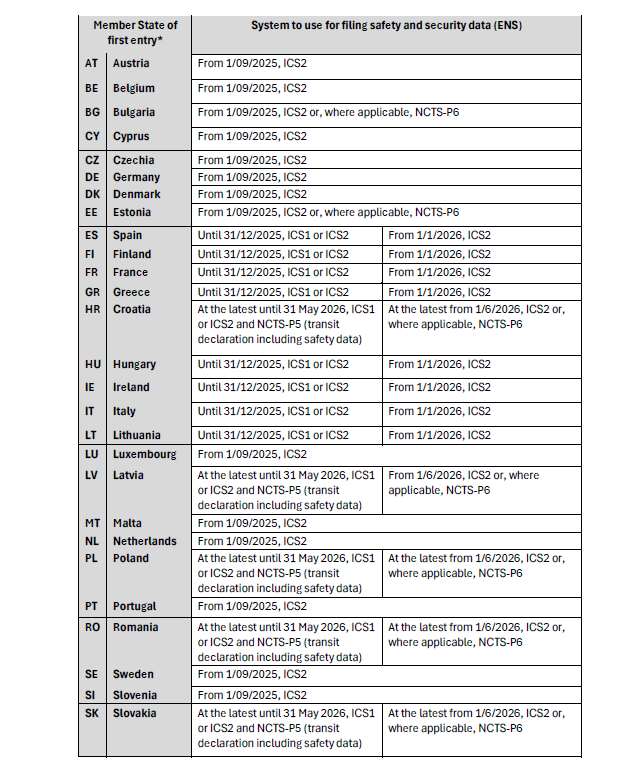 Member State of first entry* System to use for filing safety and security data (ENS)
AT Austria From 1/09/2025, ICS2
BE Belgium From 1/09/2025, ICS2
BG Bulgaria From 1/09/2025, ICS2 or, where applicable, NCTS-P6
CY Cyprus From 1/09/2025, ICS2
CZ Czechia From 1/09/2025, ICS2
DE Germany From 1/09/2025, ICS2
DK Denmark From 1/09/2025, ICS2
EE Estonia From 1/09/2025, ICS2 or, where applicable, NCTS-P6
ES Spain Until 31/12/2025, ICS1 or ICS2 From 1/1/2026, ICS2
FI Finland Until 31/12/2025, ICS1 or ICS2 From 1/1/2026, ICS2
FR France Until 31/12/2025, ICS1 or ICS2 From 1/1/2026, ICS2
GR Greece Until 31/12/2025, ICS1 or ICS2 From 1/1/2026, ICS2
HR Croatia At the latest until 31 May 2026, ICS1 At the latest from 1/6/2026, ICS2 or,
or ICS2 and NCTS-P5 (transit where applicable, NCTS-P6
declaration including safety data)
HU Hungary Until 31/12/2025, ICS1 or ICS2 From 1/1/2026, ICS2
IE Ireland Until 31/12/2025, ICS1 or ICS2 From 1/1/2026, ICS2
IT Italy Until 31/12/2025, ICS1 or ICS2 From 1/1/2026, ICS2
LT Lithuania Until 31/12/2025, ICS1 or ICS2 From 1/1/2026, ICS2
LU Luxembourg From 1/09/2025, ICS2
LV Latvia At the latest until 31 May 2026, ICS1 From 1/6/2026, ICS2 or, where
or ICS2 and NCTS-P5 (transit applicable, NCTS-P6
declaration including safety data)
MT Malta From 1/09/2025, ICS2
NL Netherlands From 1/09/2025, ICS2
PL Poland At the latest until 31 May 2026, ICS1 At the latest from 1/6/2026, ICS2 or,
or ICS2 and NCTS-P5 (transit where applicable, NCTS-P6
declaration including safety data)
PT Portugal From 1/09/2025, ICS2
RO Romania At the latest until 31 May 2026, ICS1 At the latest from 1/6/2026, ICS2 or,
or ICS2 and NCTS-P5 (transit where applicable, NCTS-P6
declaration including safety data)
SE Sweden From 1/09/2025, ICS2
SI Slovenia From 1/09/2025, ICS2
SK Slovakia At the latest until 31 May 2026, ICS1 At the latest from 1/6/2026, ICS2 or,
or ICS2 and NCTS-P5 (transit where applicable, NCTS-P6
declaration including safety data)